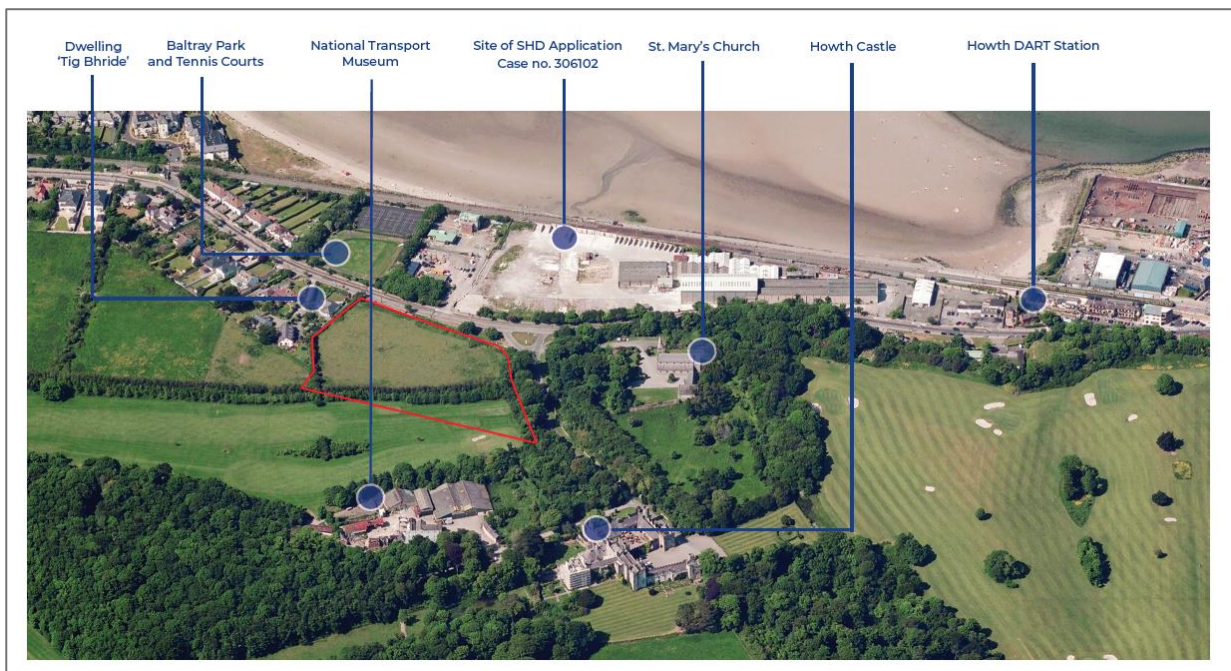 Dwelling
'Tig Bhride'
Baltray Park
and Tennis Courts
National Transport
Museum
Site of SHD Application
Case no. 306102
St. Mary's Church
Howth Castle
Howth DART Station